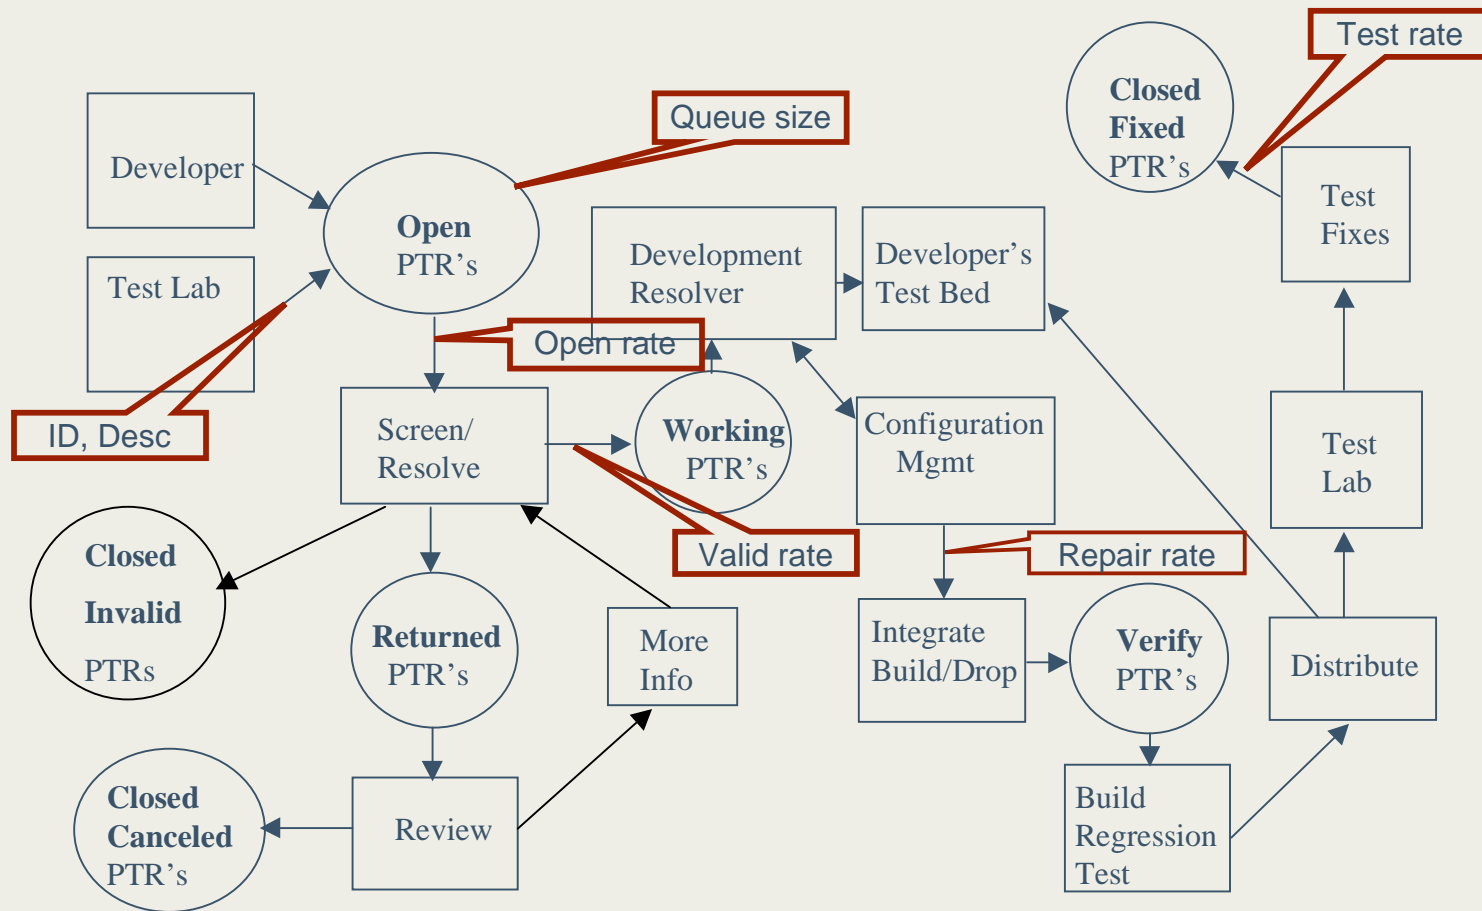 Test rate
Closed
Fixed
PTR's
Queue size
Developer
Open
PTR's
Test
Fixes
Development
Resolver
Developer's
Test Bed
Test Lab
Open rate
ID, Desc
Screen/
Resolve
Working
PTR's
Configuration
Mgmt
Test
Lab
Valid rate
Repair rate
Closed
Invalid
PTRs
Returned
PTR's
More
Info
Integrate
Build/Drop
Verify
PTR's
Distribute
Closed
Canceled
PTR's
Review
Build
Regression
Test